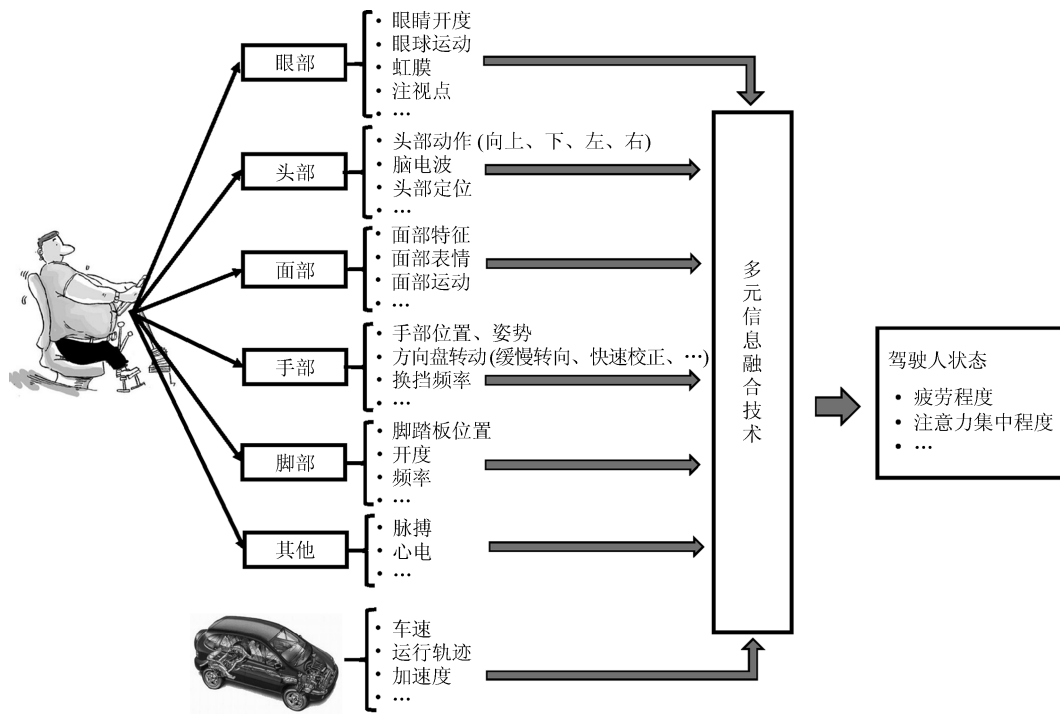 眼部
• 眼睛开度
• 眼球运动
• 虹膜
• 注视点
• …
头部
• 头部动作 (向上、下、左、右)
• 脑电波
• 头部定位
• …
面部
• 面部特征
• 面部表情
• 面部运动
• …
手部
• 手部位置、姿势
• 方向盘转动 (缓慢转向、快速校正、…)
• 换挡频率
• …
脚部
• 脚踏板位置
• 开度
• 频率
• …
其他
• 脉搏
• 心电
• …
• 车速
• 运行轨迹
• 加速度
• …
多元信息融合技术
驾驶人状态
• 疲劳程度
• 注意力集中程度
• …